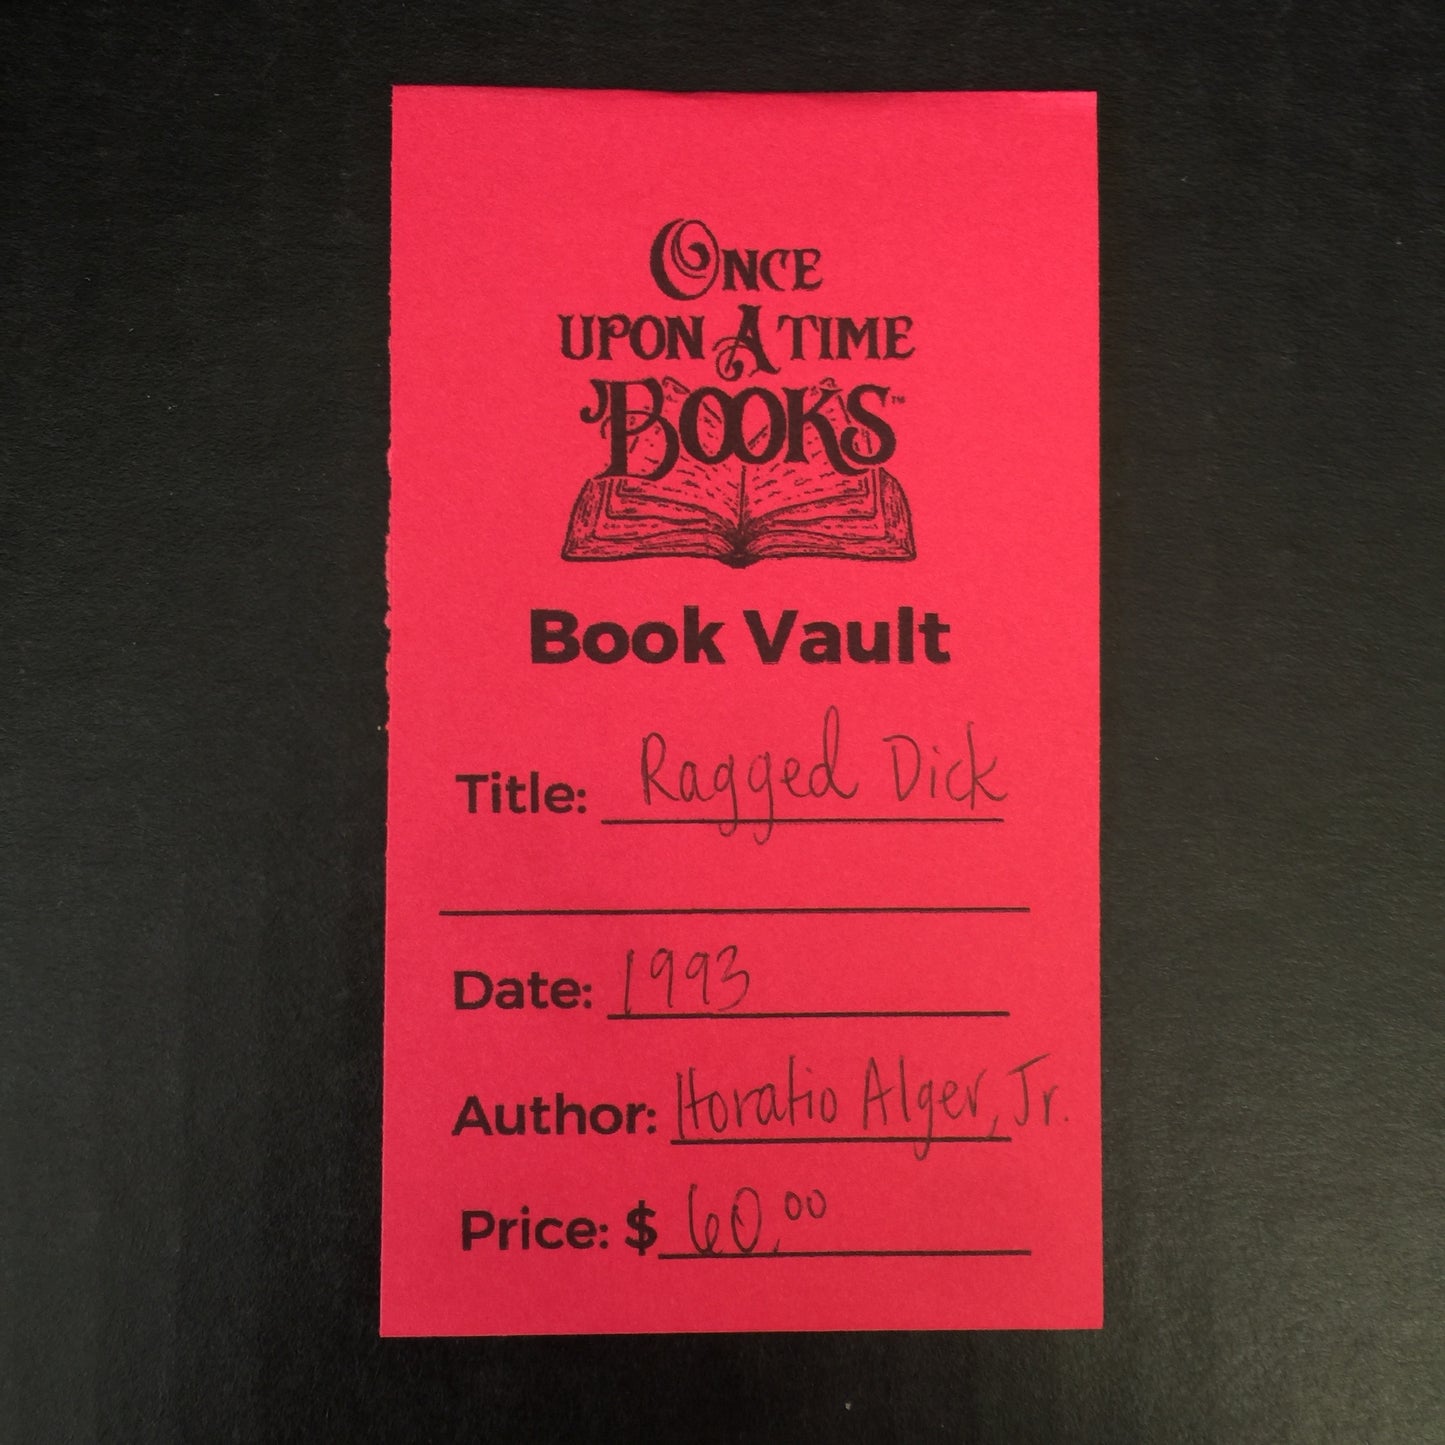 ONCE
UPON A TIME
BOOKS™
Book Vault
Title: Ragged Dick
Date: 1993
Author: Horatio Alger, Jr.
Price: $ 60.00